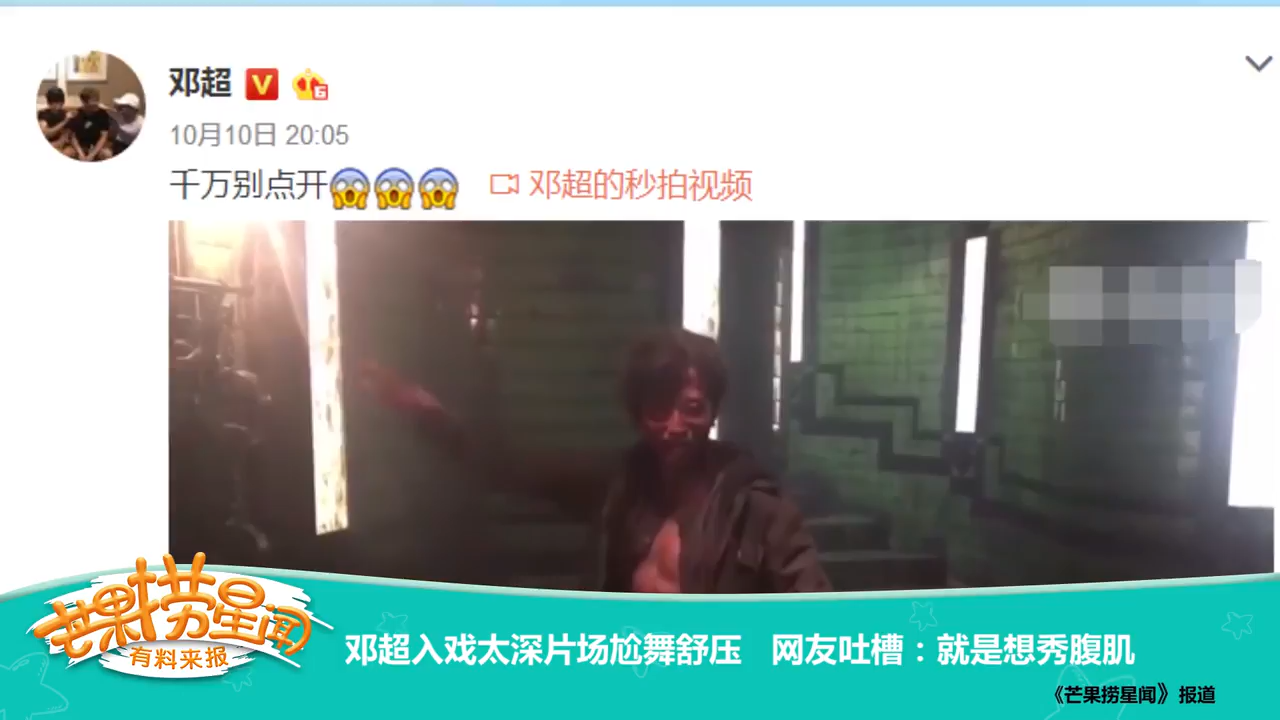 邓超
10月10日 20:05
千万别点开😱😱😱 邓超的秒拍视频
芒果捞星闻
有料来报
邓超入戏太深片场尬舞舒压 网友吐槽：就是想秀腹肌
《芒果捞星闻》报道